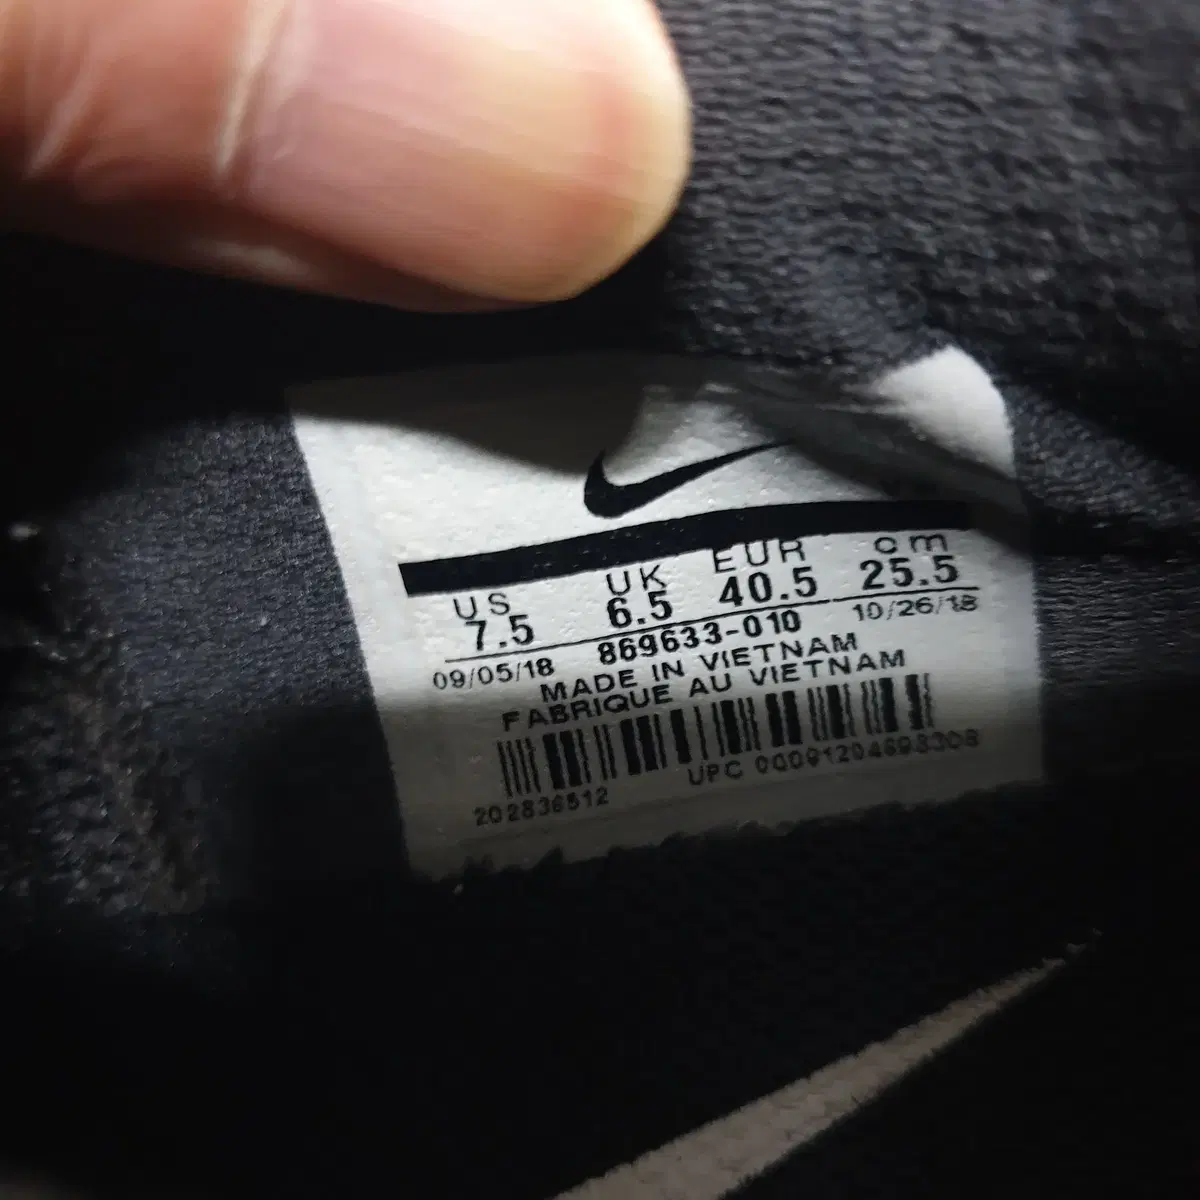 US UK EUR cm
7.5 6.5 40.5 25.5
09/05/18 869633-010 10/26/18
MADE IN VIETNAM
FABRIQUE AU VIETNAM
202836512 UPC 00091204698308